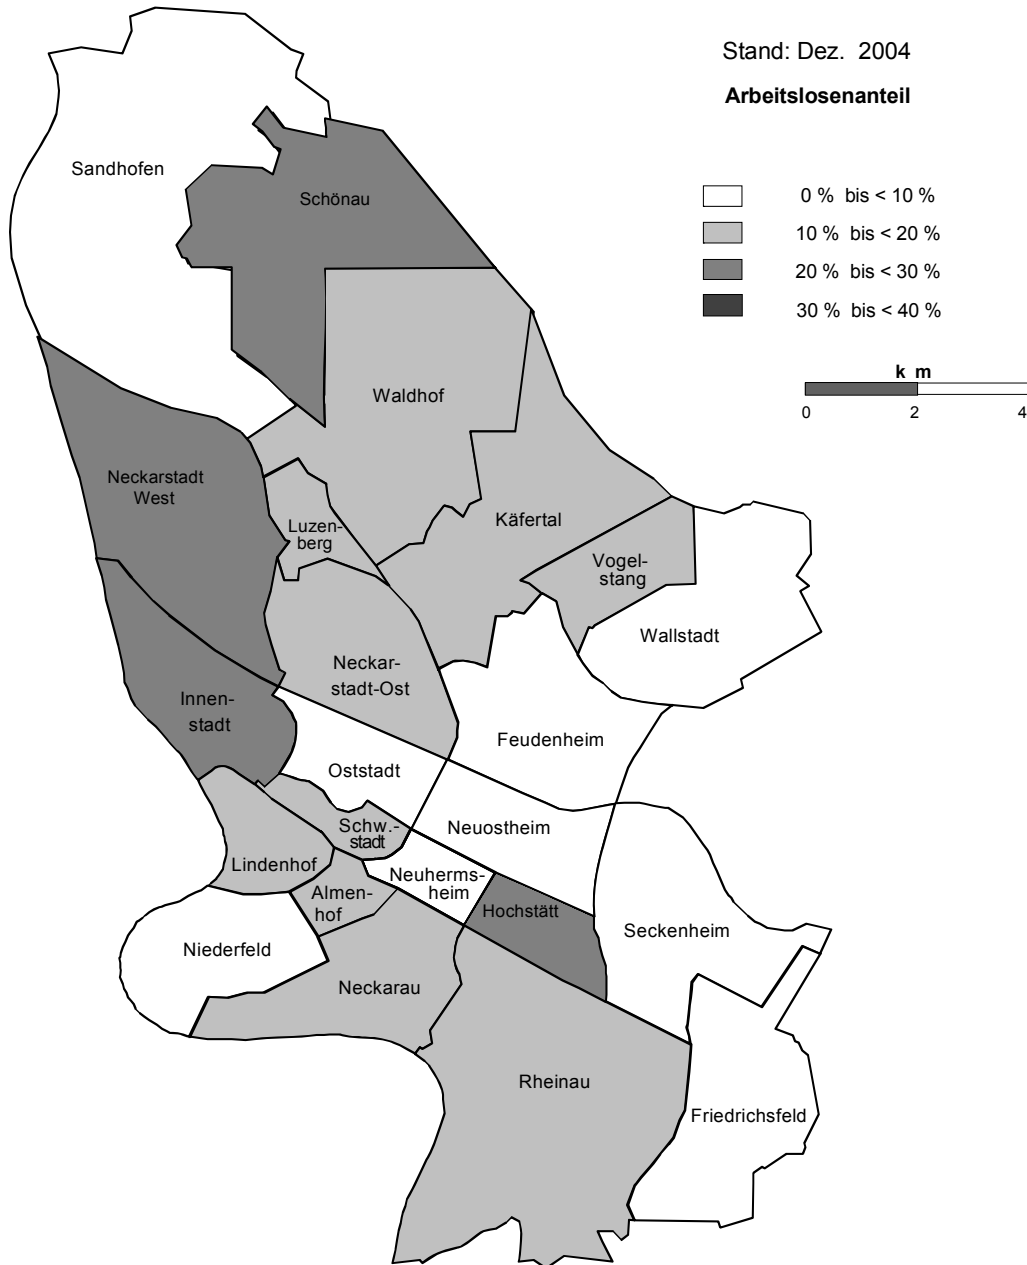 Stand: Dez. 2004
Arbeitslosenanteil
0 % bis < 10 %
10 % bis < 20 %
20 % bis < 30 %
30 % bis < 40 %
k m
0 2 4
Sandhofen
Schönau
Waldhof
Neckarstadt
West
Luzen-
berg
Käfertal
Vogel-
stang
Wallstadt
Neckar-
stadt-Ost
Innen-
stadt
Feudenheim
Oststadt
Schw.-
stadt
Neuostheim
Lindenhof
Neuherms-
heim
Almen-
hof
Hochstätt
Seckenheim
Niederfeld
Neckarau
Rheinau
Friedrichsfeld